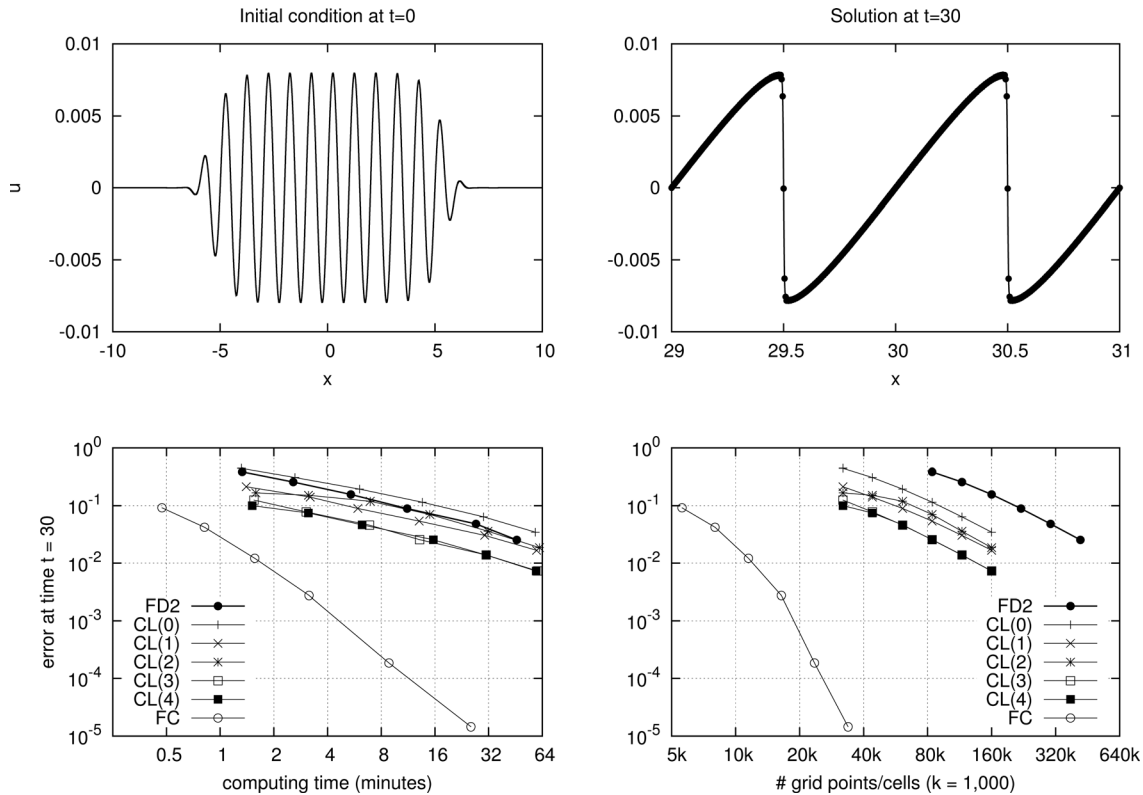 Initial condition at t=0
0.01
0.005
0
-0.005
-0.01
u
-10
-5
0
5
10
x
Solution at t=30
0.01
0.005
0
-0.005
-0.01
29
29.5
30
30.5
31
x
10^0
10^-1
10^-2
10^-3
10^-4
10^-5
error at time t = 30
FD2
CL(0)
CL(1)
CL(2)
CL(3)
CL(4)
FC
0.5
1
2
4
8
16
32
64
computing time (minutes)
10^0
10^-1
10^-2
10^-3
10^-4
10^-5
FD2
CL(0)
CL(1)
CL(2)
CL(3)
CL(4)
FC
5k
10k
20k
40k
80k
160k
320k
640k
# grid points/cells (k = 1,000)